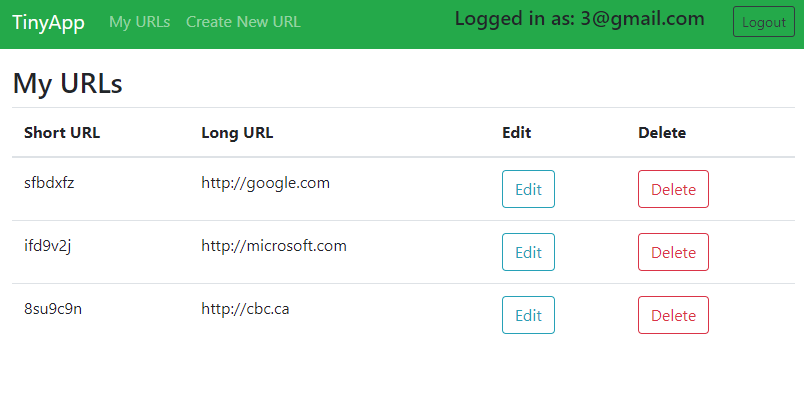 TinyApp My URLs Create New URL Logged in as: 3@gmail.com Logout
My URLs
Short URL Long URL Edit Delete
sfbdxfz http://google.com Edit Delete
ifd9v2j http://microsoft.com Edit Delete
8su9c9n http://cbc.ca Edit Delete